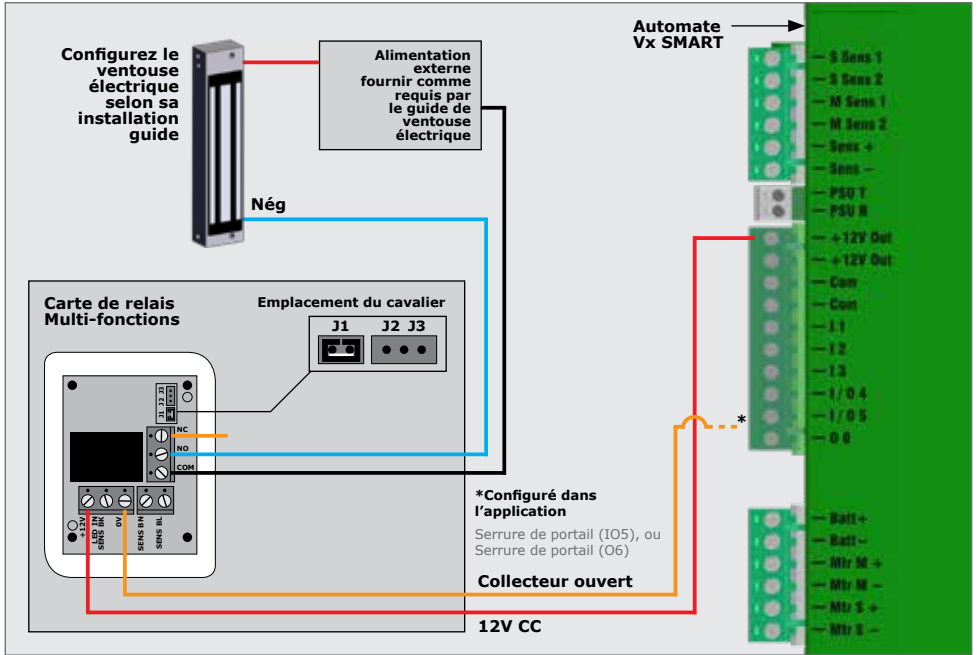 Configurez le
ventouse
électrique
selon sa
installation
guide
Alimentation
externe
fournir comme
requis par
le guide de
ventouse
électrique
Automate
Vx SMART
S Sens 1
S Sens 2
M Sens 1
M Sens 2
Sens +
Sens –
PSU T
PSU R
+12V Out
+12V Out
Com
Com
I 1
I 2
I 3
I / O 4
I / O 5
O 6
Batt+
Batt–
Mtr M +
Mtr M –
Mtr S +
Mtr S –
Nég
Carte de relais
Multi-fonctions
Emplacement du cavalier
J1 J2 J3
J1 J2 J3
NC
NO
COM
+12V
LED IN
SENS BK
0V
SENS BN
SENS BL
*
*Configuré dans
l’application
Serrure de portail (IO5), ou
Serrure de portail (O6)
Collecteur ouvert
12V CC